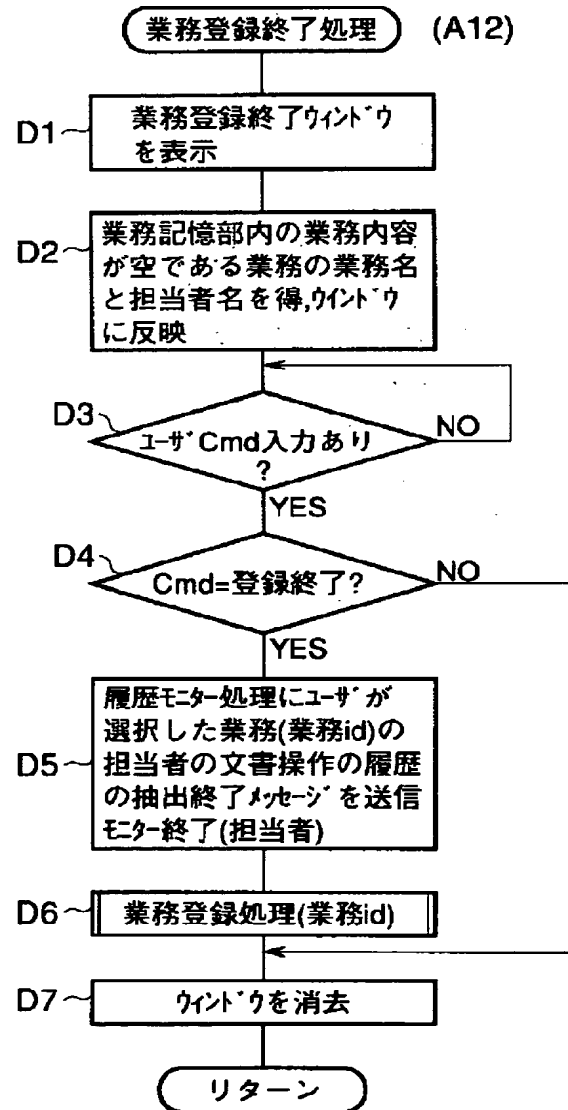 業務登録終了処理 (A12)
D1
業務登録終了ウィンドウ
を表示
D2
業務記憶部内の業務内容
が空である業務の業務名
と担当者名を得,ウインドウ
に反映
D3
ユーザCmd入力あり
?
NO
YES
D4
Cmd=登録終了?
NO
YES
D5
履歴モニター処理にユーザが
選択した業務(業務id)の
担当者の文書操作の履歴
の抽出終了メッセージを送信
モニター終了(担当者)
D6
業務登録処理(業務id)
D7
ウィンドウを消去
リターン